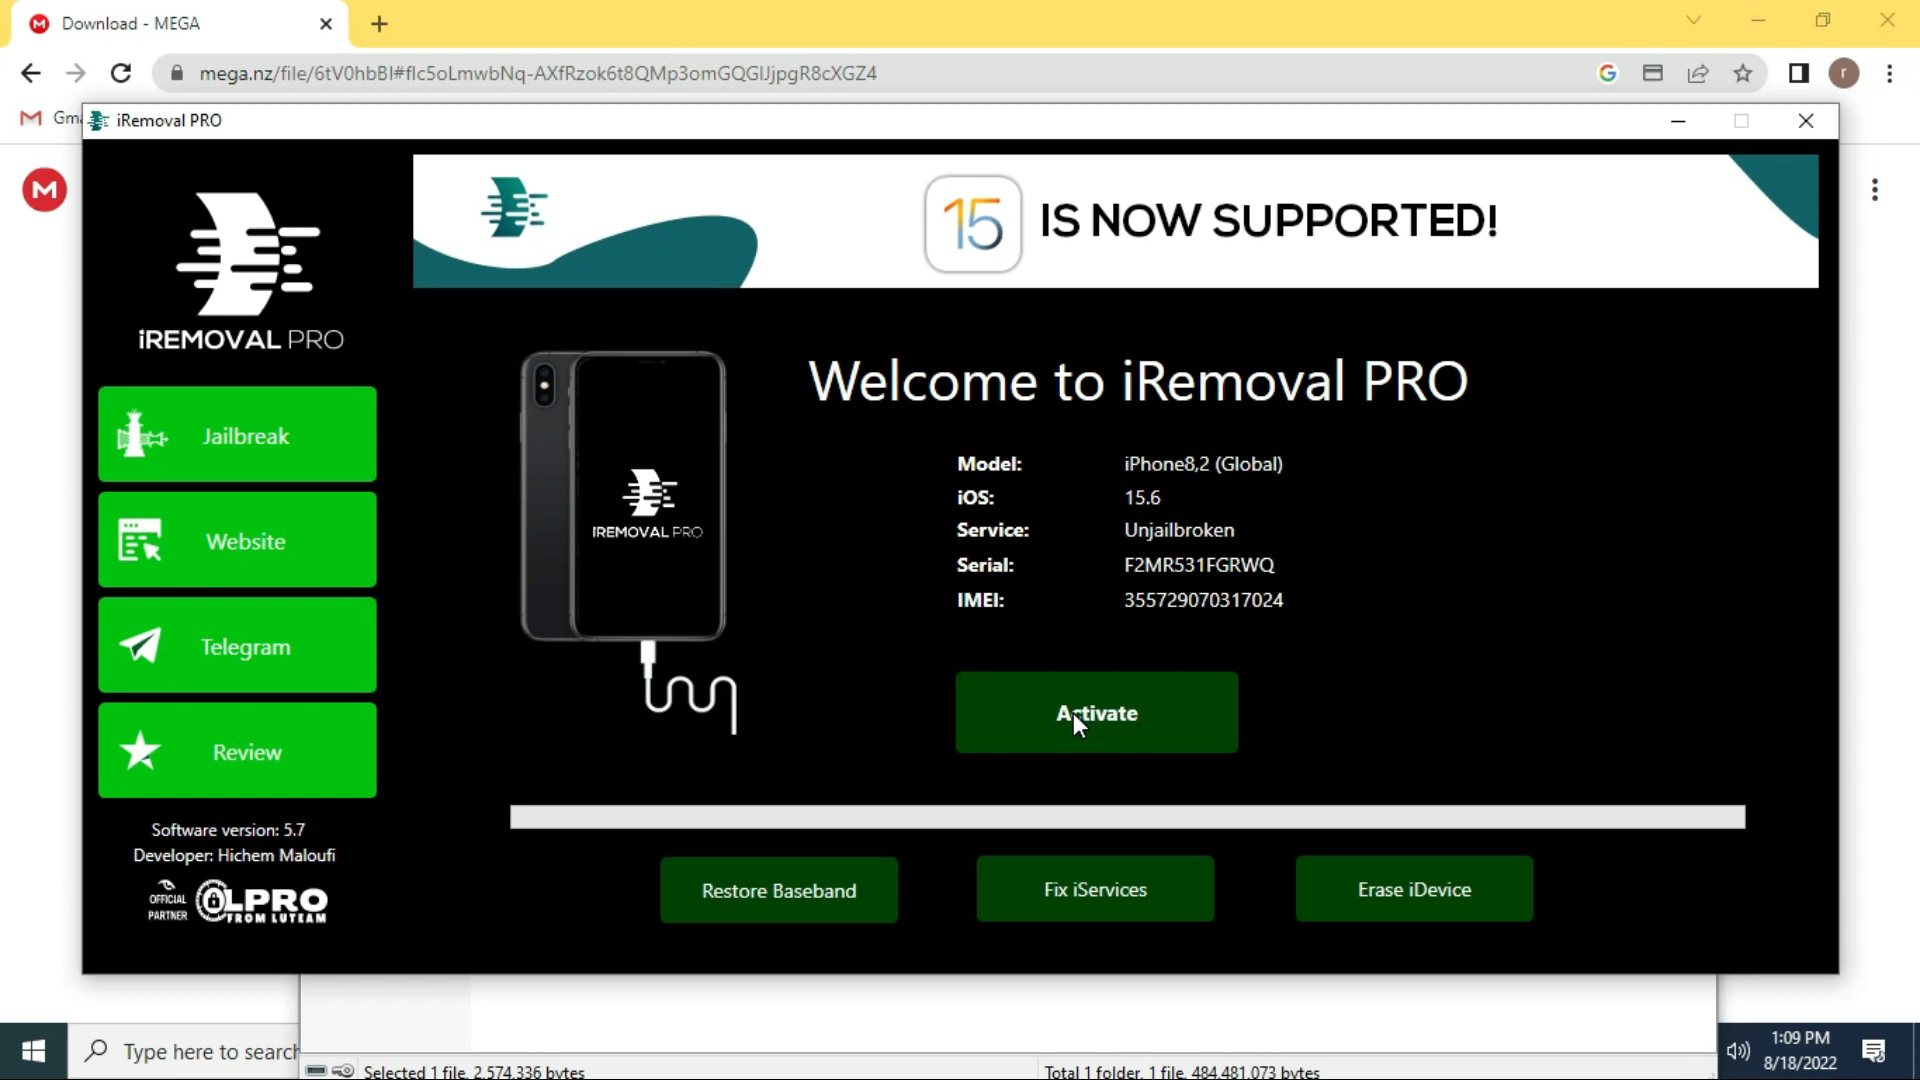 Download - MEGA
mega.nz/file/6tV0hbBI#fIc5oLmwbNq-AXfRzok6t8QMp3omGQGIJjpgR8cXGZ4
r
Gma
iRemoval PRO
15 IS NOW SUPPORTED!
iREMOVAL PRO
Welcome to iRemoval PRO
Model: iPhone8,2 (Global)
iOS: 15.6
Service: Unjailbroken
Serial: F2MR531FGRWQ
IMEI: 355729070317024
IREMOVAL PRO
Activate
Jailbreak
Website
Telegram
Review
Software version: 5.7
Developer: Hichem Maloufi
OFFICIAL PARTNER
LPRO
FROM LUTEAM
Restore Baseband
Fix iServices
Erase iDevice
Type here to search
Selected 1 file, 2,574,336 bytes
Total 1 folder, 1 file, 484,481,073 bytes
1:09 PM
8/18/2022